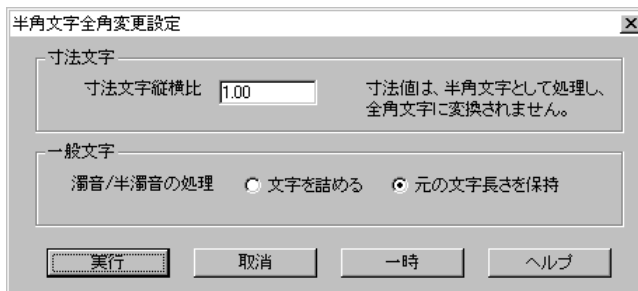 半角文字全角変更設定
寸法文字
寸法文字縦横比 1.00
寸法値は、半角文字として処理し、
全角文字に変換されません。
一般文字
濁音/半濁音の処理 文字を詰める 元の文字長さを保持
実行 取消 一時 ヘルプ